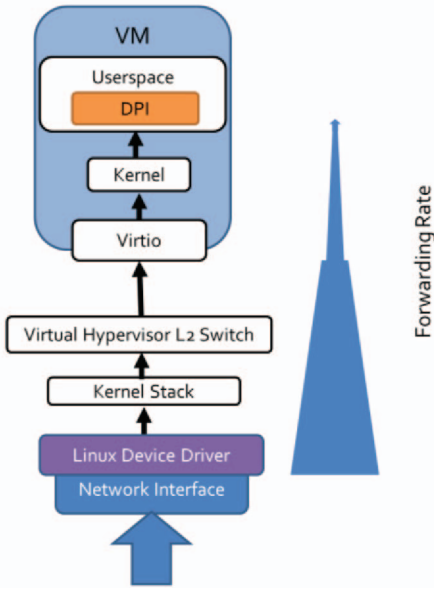 VM
Userspace
DPI
Kernel
Virtio
Virtual Hypervisor L2 Switch
Kernel Stack
Linux Device Driver
Network Interface
Forwarding Rate